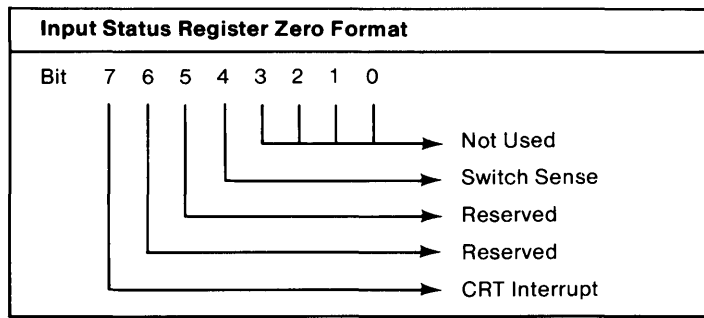 Input Status Register Zero Format
Bit 7 6 5 4 3 2 1 0
Not Used
Switch Sense
Reserved
Reserved
CRT Interrupt